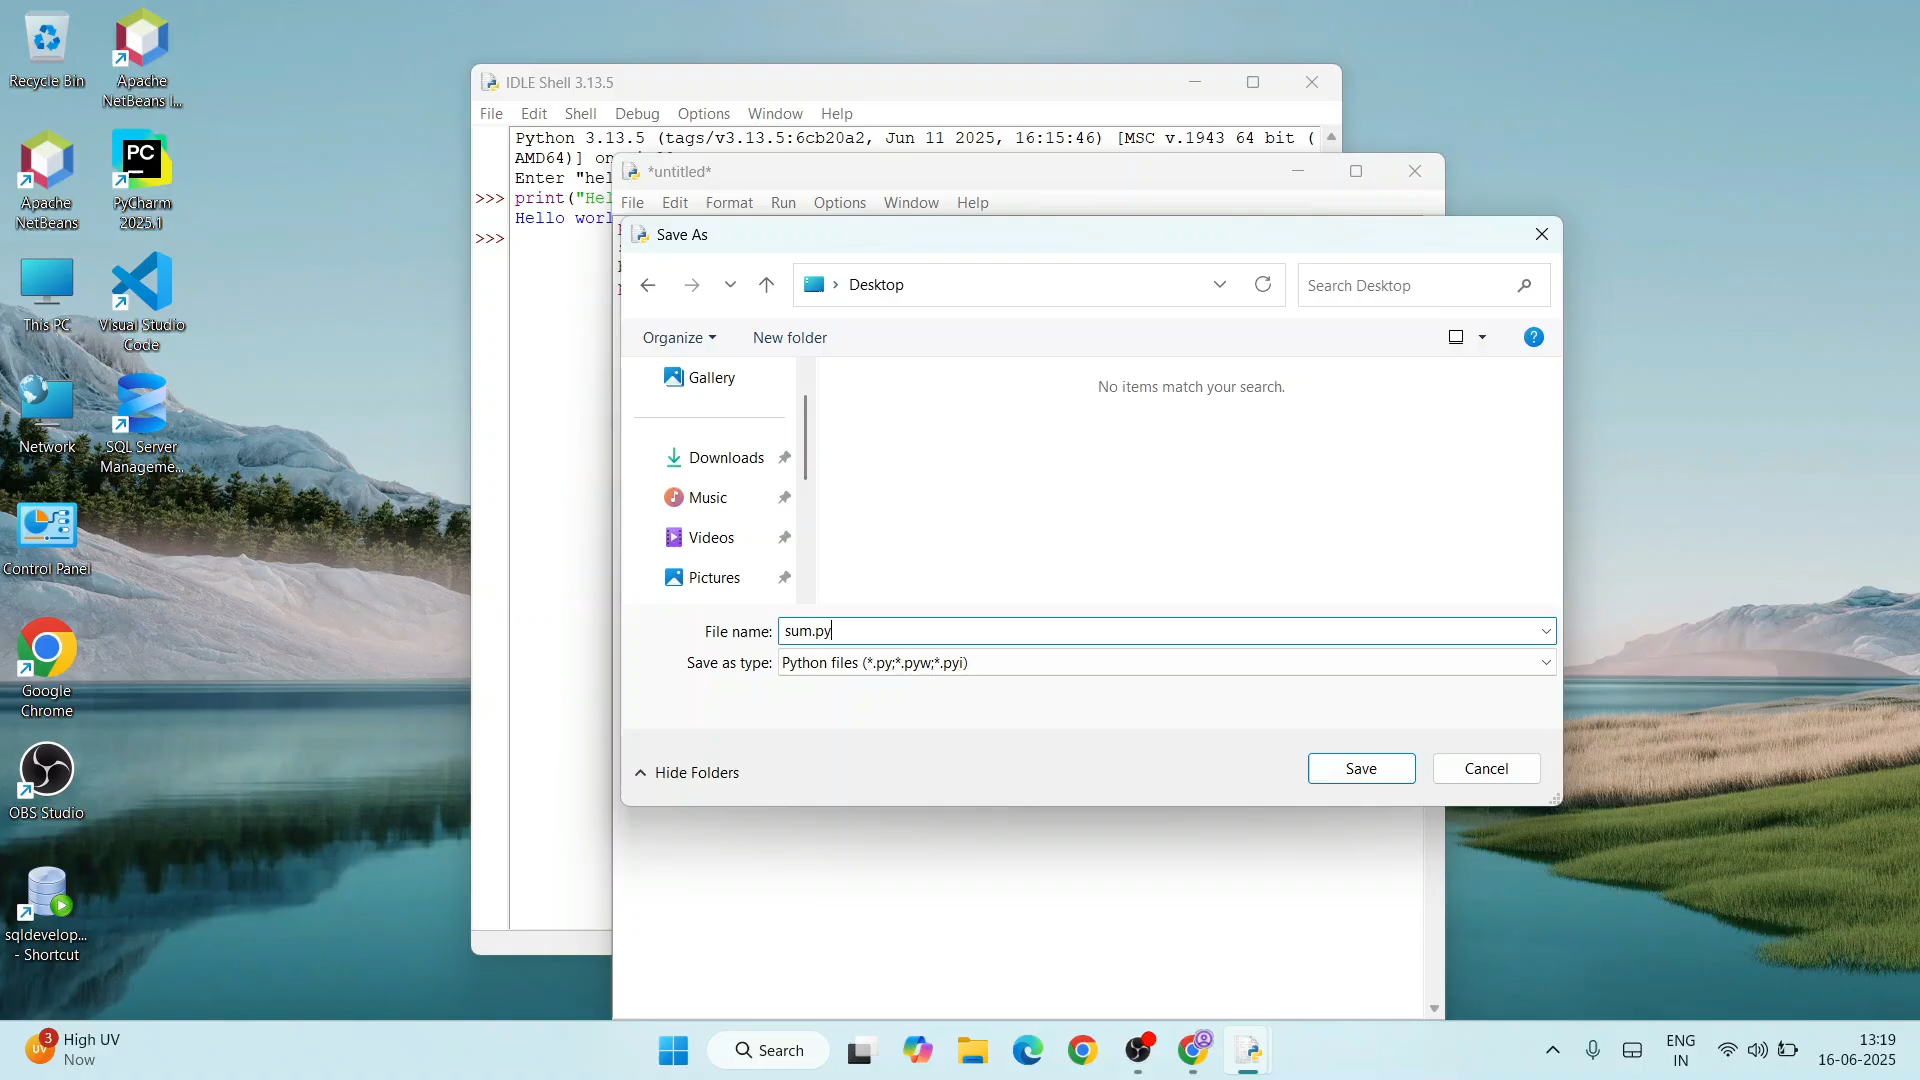 Recycle Bin
Apache
NetBeans I...
Apache
NetBeans
PyCharm
2025.1
This PC
Visual Studio
Code
Network
SQL Server
Manageme...
Control Panel
Google
Chrome
OBS Studio
sqldevelop...
- Shortcut
IDLE Shell 3.13.5
File Edit Shell Debug Options Window Help
Python 3.13.5 (tags/v3.13.5:6cb20a2, Jun 11 2025, 16:15:46) [MSC v.1943 64 bit (
AMD64)] on
Enter "hel
>>> print("Hel
Hello worl
>>>
*untitled*
File Edit Format Run Options Window Help
Save As
Desktop
Search Desktop
Organize New folder
?
Gallery
No items match your search.
Downloads
Music
Videos
Pictures
File name: sum.py
Save as type: Python files (*.py;*.pyw;*.pyi)
Hide Folders
Save Cancel
3
UV
High UV
Now
Search
ENG
IN
13:19
16-06-2025
PC